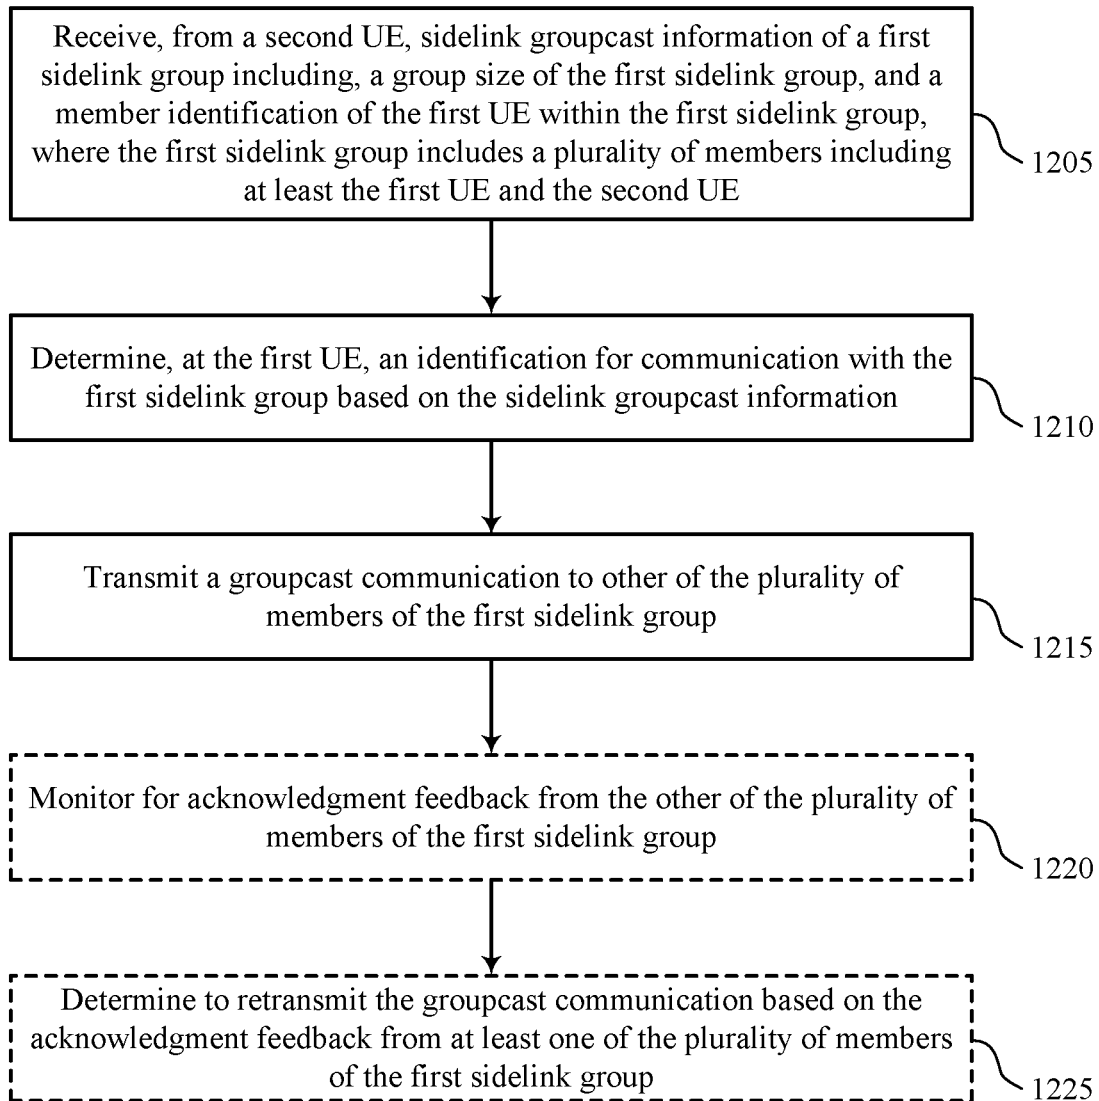 Receive, from a second UE, sidelink groupcast information of a first
sidelink group including, a group size of the first sidelink group, and a
member identification of the first UE within the first sidelink group,
where the first sidelink group includes a plurality of members including
at least the first UE and the second UE
1205
Determine, at the first UE, an identification for communication with the
first sidelink group based on the sidelink groupcast information
1210
Transmit a groupcast communication to other of the plurality of
members of the first sidelink group
1215
Monitor for acknowledgment feedback from the other of the plurality of
members of the first sidelink group
1220
Determine to retransmit the groupcast communication based on the
acknowledgment feedback from at least one of the plurality of members
of the first sidelink group
1225